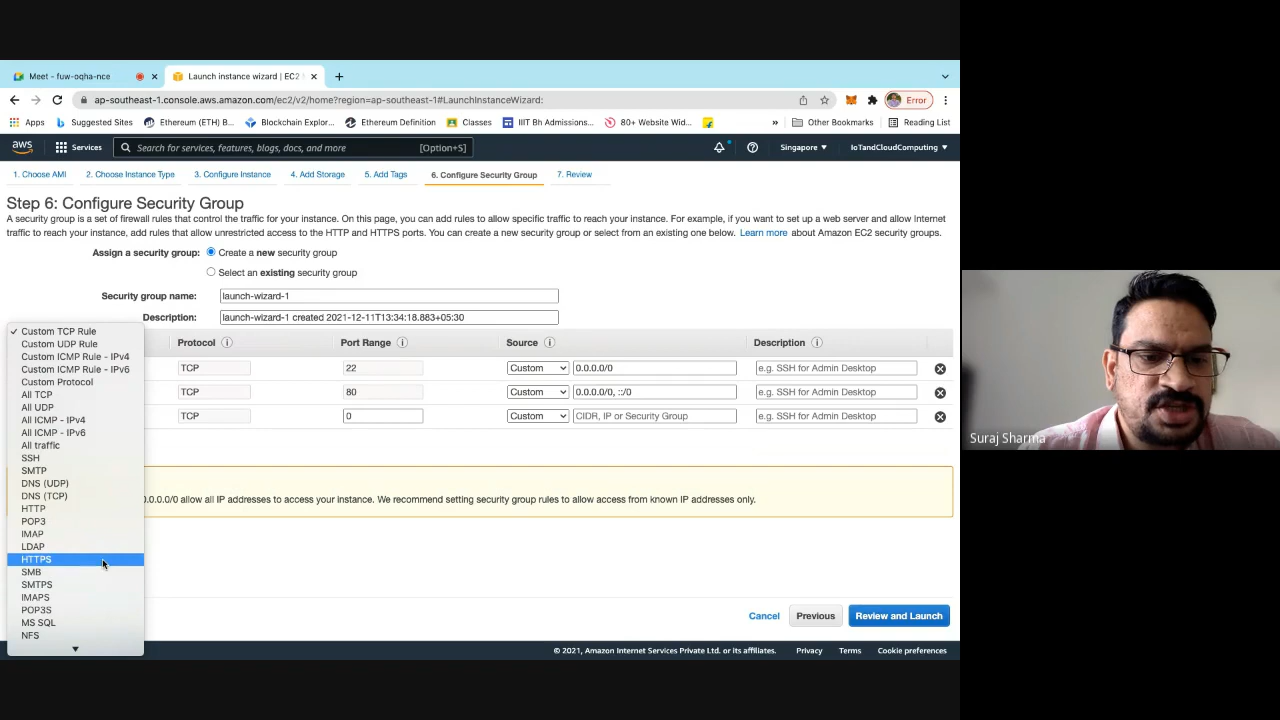 Meet - fuw-oqha-nce
Launch instance wizard | EC2
ap-southeast-1.console.aws.amazon.com/ec2/v2/home?region=ap-southeast-1#LaunchInstanceWizard:
Error
Apps Suggested Sites Ethereum (ETH) B... Blockchain Explor... Ethereum Definition Classes IIIT Bh Admissions... 80+ Website Wid... » Other Bookmarks Reading List
aws Services Search for services, features, blogs, docs, and more [Option+S] Singapore IoTandCloudComputing
1. Choose AMI 2. Choose Instance Type 3. Configure Instance 4. Add Storage 5. Add Tags 6. Configure Security Group 7. Review
Step 6: Configure Security Group
A security group is a set of firewall rules that control the traffic for your instance. On this page, you can add rules to allow specific traffic to reach your instance. For example, if you want to set up a web server and allow Internet
traffic to reach your instance, add rules that allow unrestricted access to the HTTP and HTTPS ports. You can create a new security group or select from an existing one below. Learn more about Amazon EC2 security groups.
Assign a security group: Create a new security group
Select an existing security group
Security group name: launch-wizard-1
Description: launch-wizard-1 created 2021-12-11T13:34:18.883+05:30
Protocol Port Range Source Description
TCP 22 Custom 0.0.0.0/0 e.g. SSH for Admin Desktop
TCP 80 Custom 0.0.0.0/0, ::/0 e.g. SSH for Admin Desktop
TCP 0 Custom CIDR, IP or Security Group e.g. SSH for Admin Desktop
✓ Custom TCP Rule
Custom UDP Rule
Custom ICMP Rule - IPv4
Custom ICMP Rule - IPv6
Custom Protocol
All TCP
All UDP
All ICMP - IPv4
All ICMP - IPv6
All traffic
SSH
SMTP
DNS (UDP)
DNS (TCP)
HTTP
POP3
IMAP
LDAP
HTTPS
SMB
SMTPS
IMAPS
POP3S
MS SQL
NFS
0.0.0.0/0 allow all IP addresses to access your instance. We recommend setting security group rules to allow access from known IP addresses only.
Cancel Previous Review and Launch
© 2021, Amazon Internet Services Private Ltd. or its affiliates. Privacy Terms Cookie preferences
Suraj Sharma